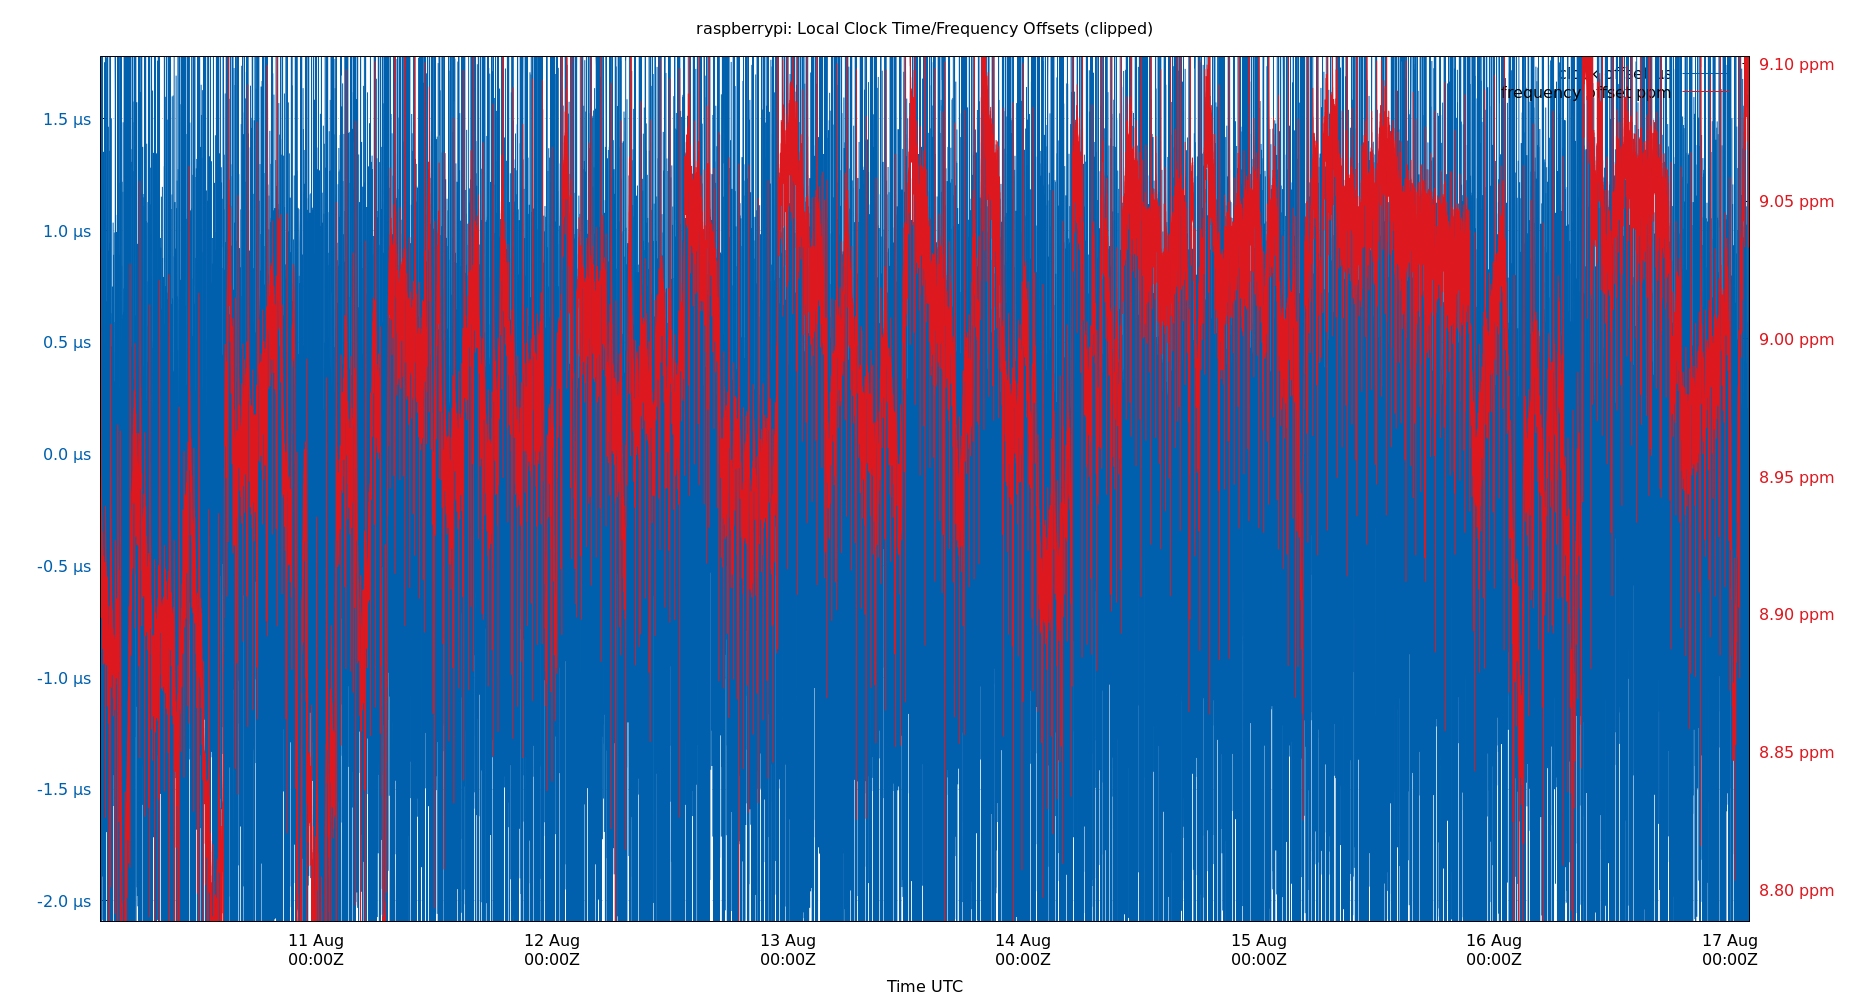 raspberrypi: Local Clock Time/Frequency Offsets (clipped)
clock offset us
frequency offset ppm
1.5 µs
1.0 µs
0.5 µs
0.0 µs
-0.5 µs
-1.0 µs
-1.5 µs
-2.0 µs
9.10 ppm
9.05 ppm
9.00 ppm
8.95 ppm
8.90 ppm
8.85 ppm
8.80 ppm
11 Aug 12 Aug 13 Aug 14 Aug 15 Aug 16 Aug 17 Aug
00:00Z 00:00Z 00:00Z 00:00Z 00:00Z 00:00Z 00:00Z
Time UTC